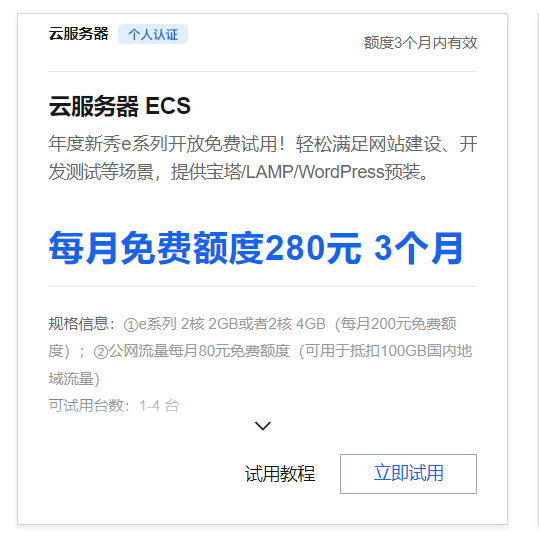 云服务器 个人认证
额度3个月内有效
云服务器 ECS
年度新秀e系列开放免费试用！轻松满足网站建设、开
发测试等场景，提供宝塔/LAMP/WordPress预装。
每月免费额度280元 3个月
规格信息：①e系列 2核 2GB或者2核 4GB（每月200元免费额
度）；②公网流量每月80元免费额度（可用于抵扣100GB国内地
域流量）
可试用台数：1-4 台
试用教程 立即试用